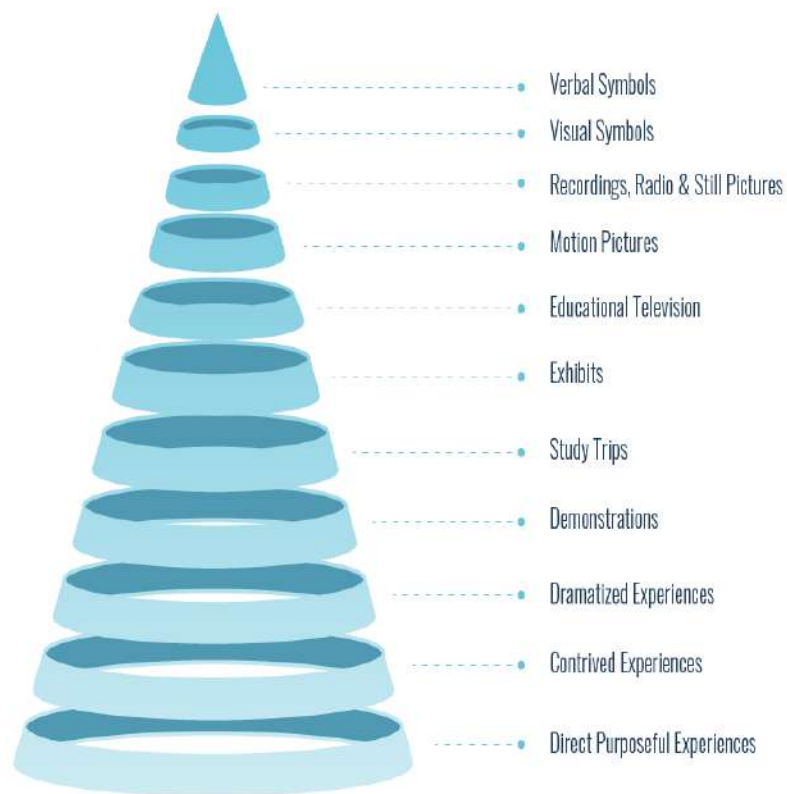 Verbal Symbols
Visual Symbols
Recordings, Radio & Still Pictures
Motion Pictures
Educational Television
Exhibits
Study Trips
Demonstrations
Dramatized Experiences
Contrived Experiences
Direct Purposeful Experiences